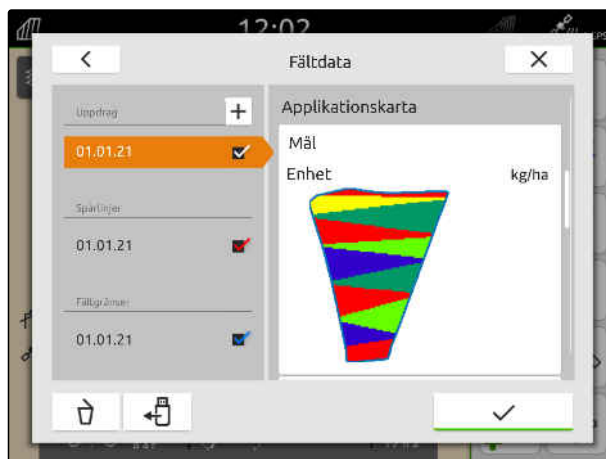 12:02
Fältdata
Uppdrag
01.01.21
Spårlinjer
01.01.21
Fältgränser
01.01.21
Applikationskarta
Mål
Enhet kg/ha